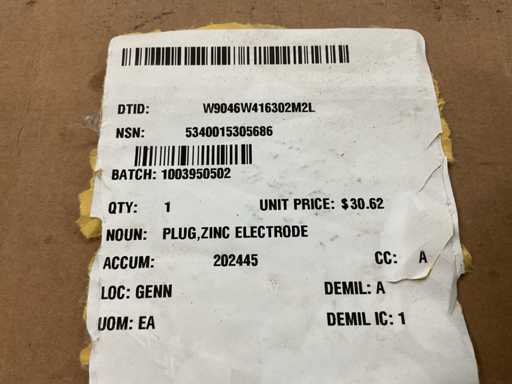 DTID: W9046W416302M2L
NSN: 5340015305686
BATCH: 1003950502
QTY: 1 UNIT PRICE: $30.62
NOUN: PLUG,ZINC ELECTRODE
ACCUM: 202445 CC: A
LOC: GENN DEMIL: A
UOM: EA DEMIL IC: 1